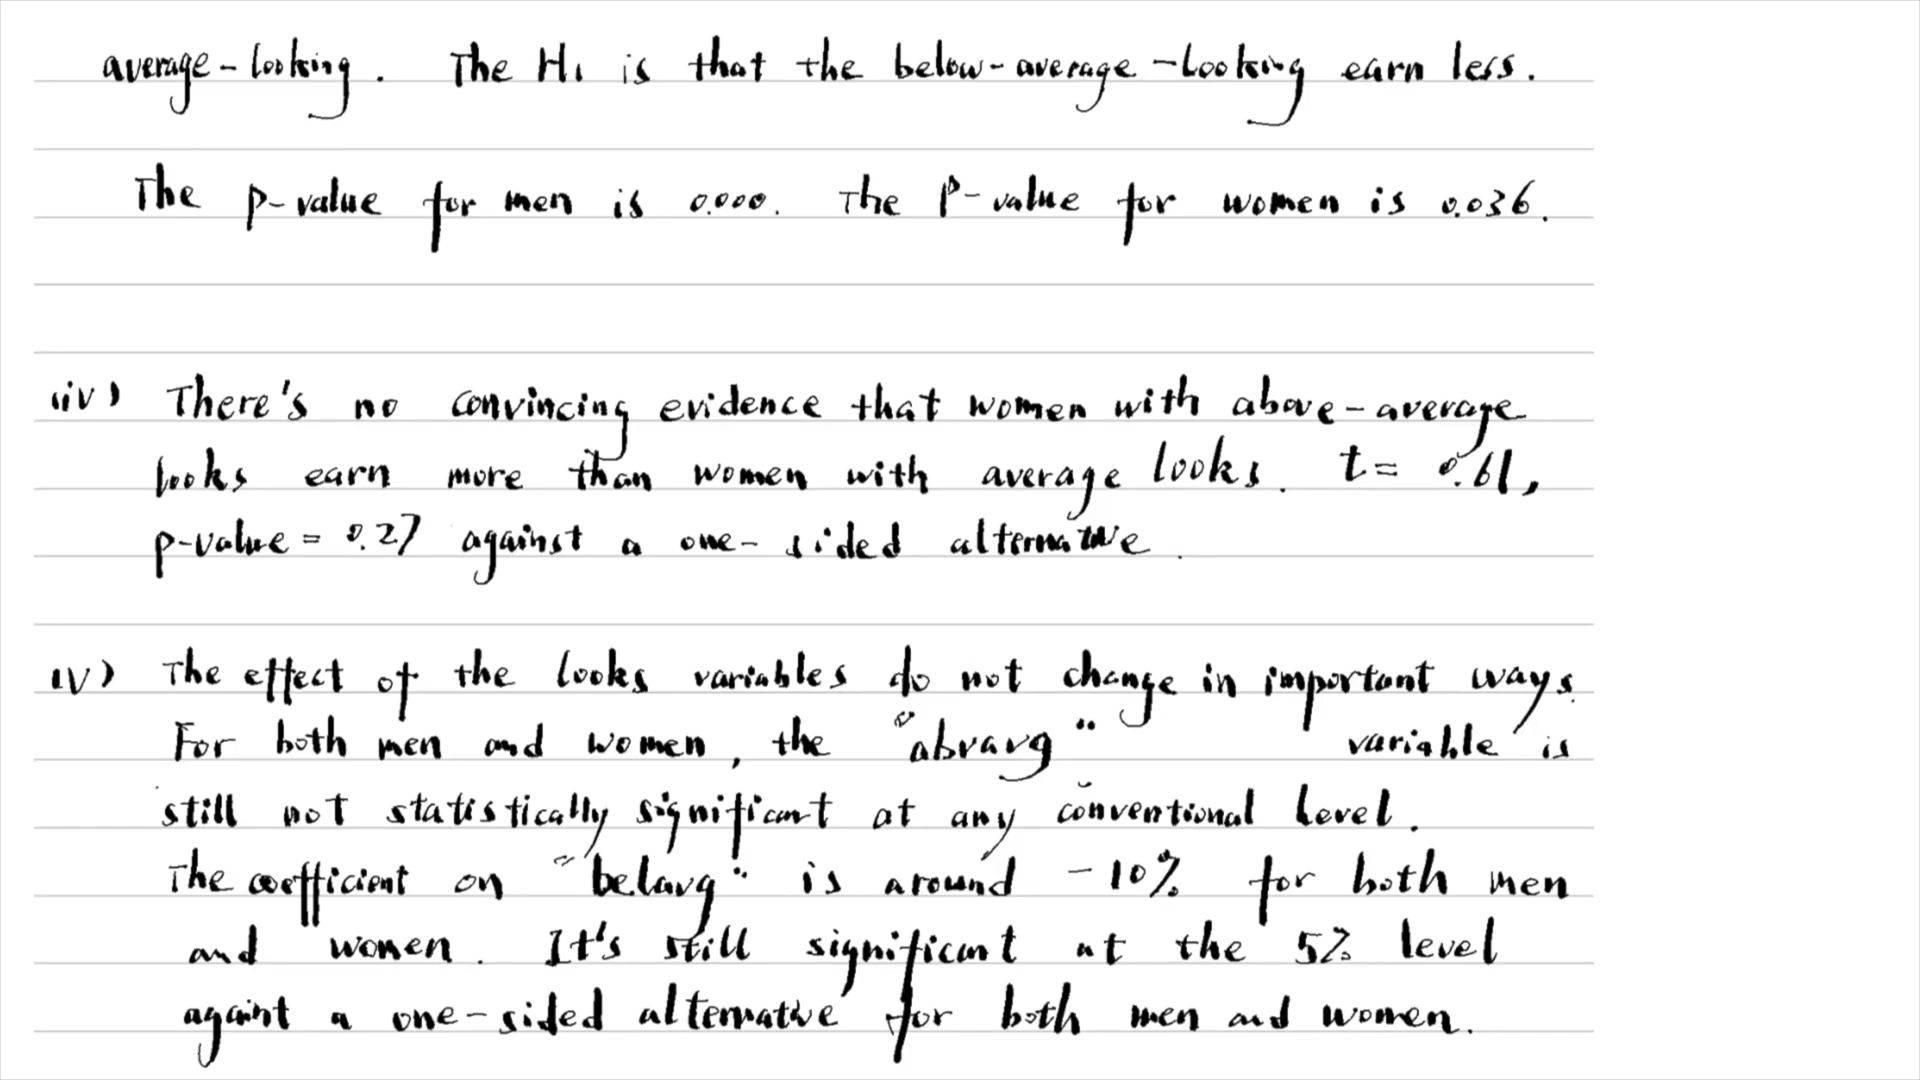 average-looking. The H1 is that the below-average-looking earn less.
The p-value for men is 0.000. The P-value for women is 0.036.
(iv) There's no convincing evidence that women with above-average
looks earn more than women with average looks. t= 0.61,
p-value = 0.27 against a one-sided alternative.
(V) The effect of the looks variables do not change in important ways.
For both men and women, the "abvavg" variable is
still not statistically significant at any conventional level.
The coefficient on "belavg" is around -10% for both men
and women. It's still significant at the 5% level
againt a one-sided alternative for both men and women.